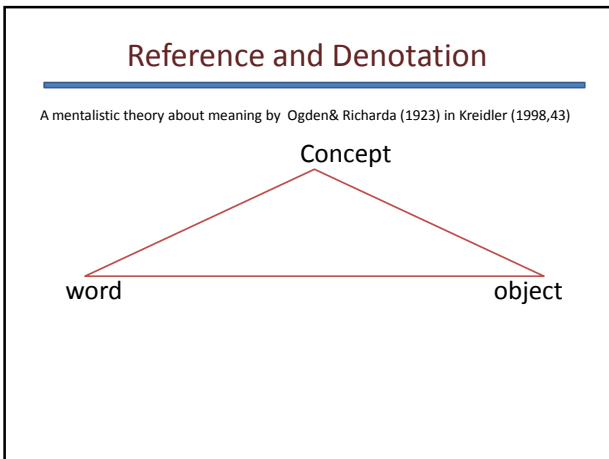 Reference and Denotation
A mentalistic theory about meaning by Ogden& Richarda (1923) in Kreidler (1998,43)
Concept
word object